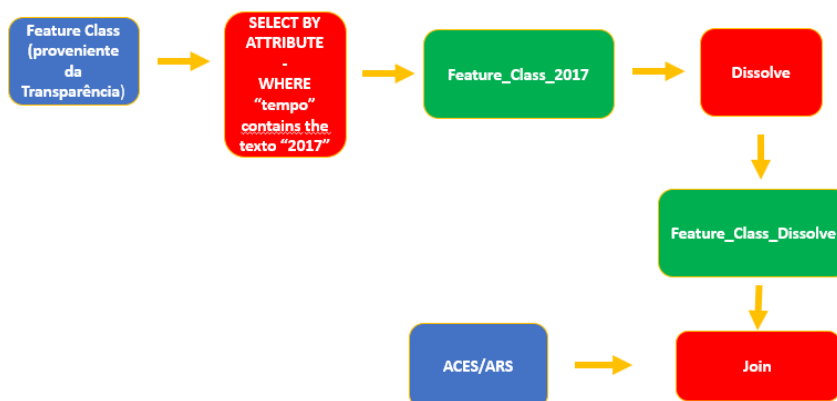 Feature Class
(proveniente
da
Transparência)
SELECT BY
ATTRIBUTE
-
WHERE
“tempo”
contains the
texto “2017”
Feature_Class_2017
Dissolve
Feature_Class_Dissolve
ACES/ARS
Join